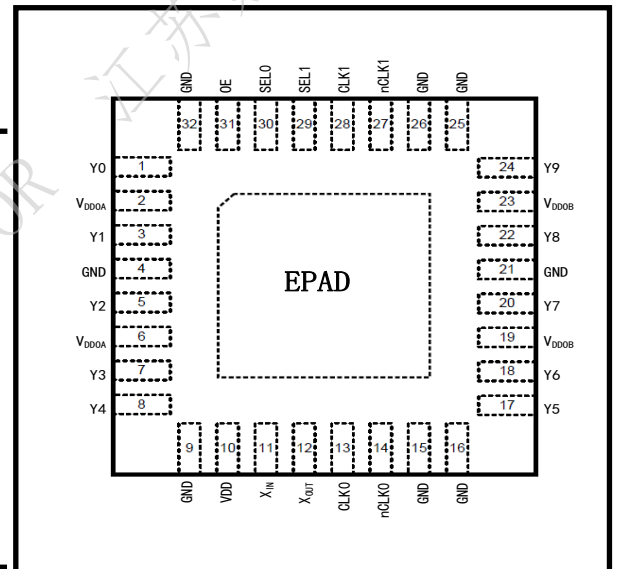 江苏
OR
GND OE SEL0 SEL1 CLK1 nCLK1 GND GND
32 31 30 29 28 27 26 25
Y0 1 24 Y9
VDDOA 2 23 VDDOB
Y1 3 22 Y8
GND 4 21 GND
EPAD
Y2 5 20 Y7
VDDOA 6 19 VDDOB
Y3 7 18 Y6
Y4 8 17 Y5
9 10 11 12 13 14 15 16
GND VDD XIN XOUT CLK0 nCLK0 GND GND